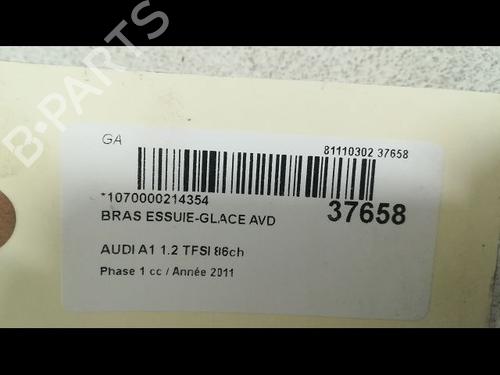 B-PARTS
GA
81110302 37658
*1070000214354
37658
BRAS ESSUIE-GLACE AVD
AUDI A1 1.2 TFSI 86ch
Phase 1 cc / Année 2011